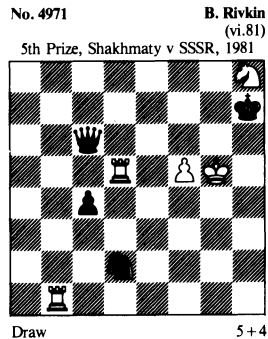 No. 4971 B. Rivkin
(vi.81)
5th Prize, Shakhmaty v SSSR, 1981
Draw 5+4